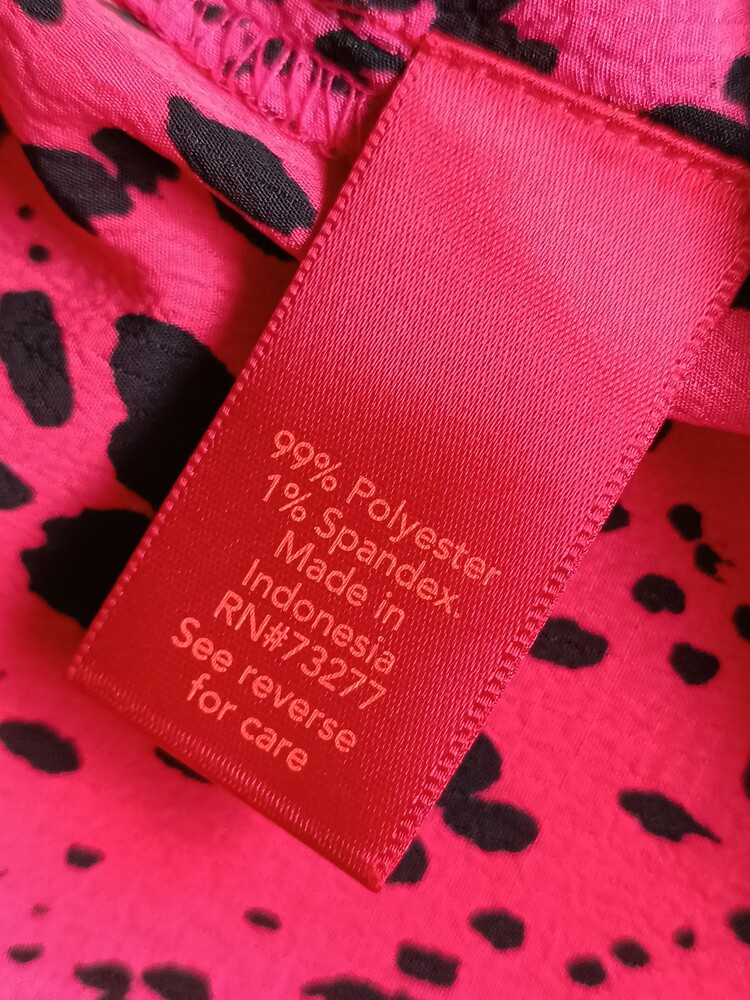 99% Polyester
1% Spandex.
Made in
Indonesia
RN#73277
See reverse
for care